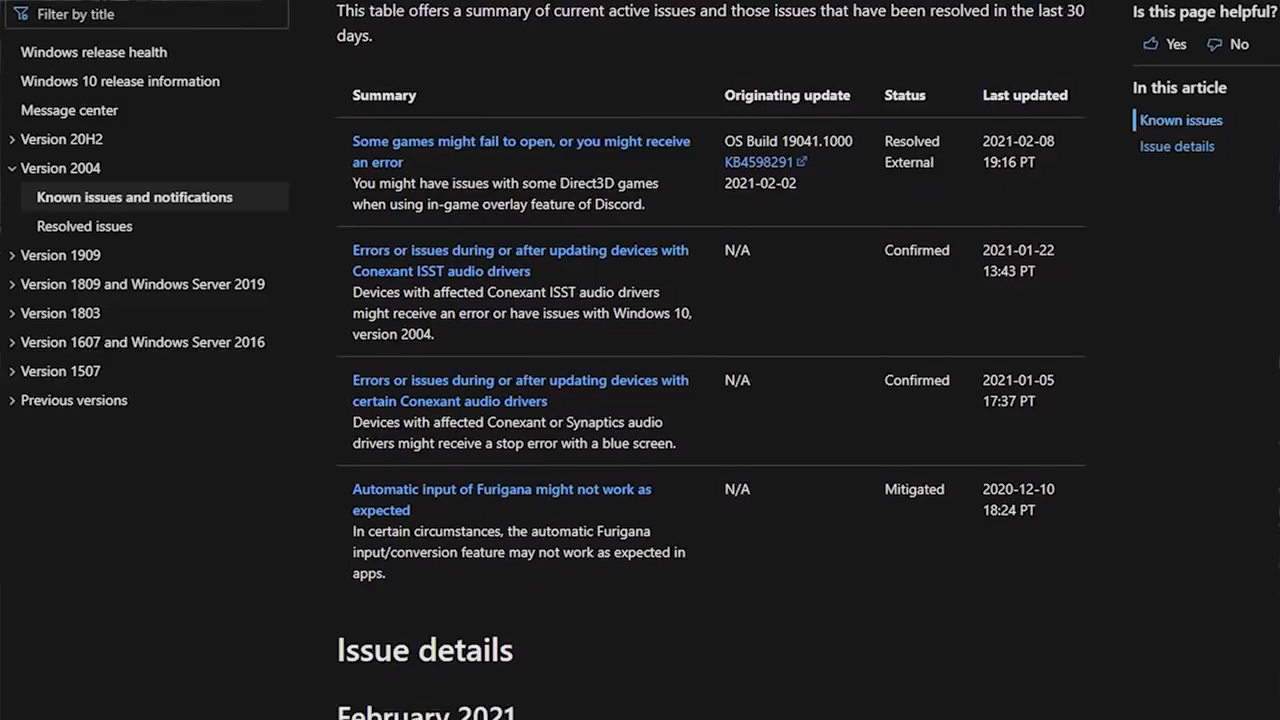 Filter by title
Windows release health
Windows 10 release information
Message center
Version 20H2
Version 2004
Known issues and notifications
Resolved issues
Version 1909
Version 1809 and Windows Server 2019
Version 1803
Version 1607 and Windows Server 2016
Version 1507
Previous versions
This table offers a summary of current active issues and those issues that have been resolved in the last 30
days.
Summary Originating update Status Last updated
Some games might fail to open, or you might receive OS Build 19041.1000 Resolved 2021-02-08
an error KB4598291 External 19:16 PT
You might have issues with some Direct3D games 2021-02-02
when using in-game overlay feature of Discord.
Errors or issues during or after updating devices with N/A Confirmed 2021-01-22
Conexant ISST audio drivers 13:43 PT
Devices with affected Conexant ISST audio drivers
might receive an error or have issues with Windows 10,
version 2004.
Errors or issues during or after updating devices with N/A Confirmed 2021-01-05
certain Conexant audio drivers 17:37 PT
Devices with affected Conexant or Synaptics audio
drivers might receive a stop error with a blue screen.
Automatic input of Furigana might not work as N/A Mitigated 2020-12-10
expected 18:24 PT
In certain circumstances, the automatic Furigana
input/conversion feature may not work as expected in
apps.
Issue details
February 2021
Is this page helpful?
Yes No
In this article
Known issues
Issue details